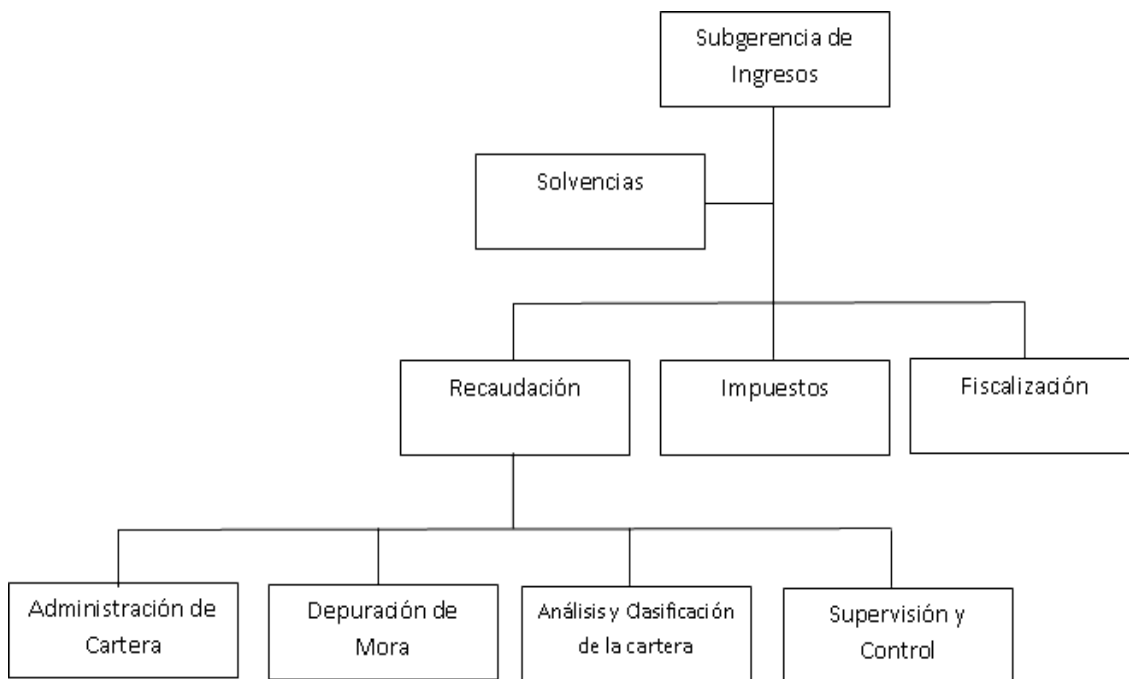 Subgerencia de
Ingresos
Solvencias
Recaudación
Impuestos
Fiscalización
Administración de
Cartera
Depuración de
Mora
Análisis y Clasificación
de la cartera
Supervisión y
Control